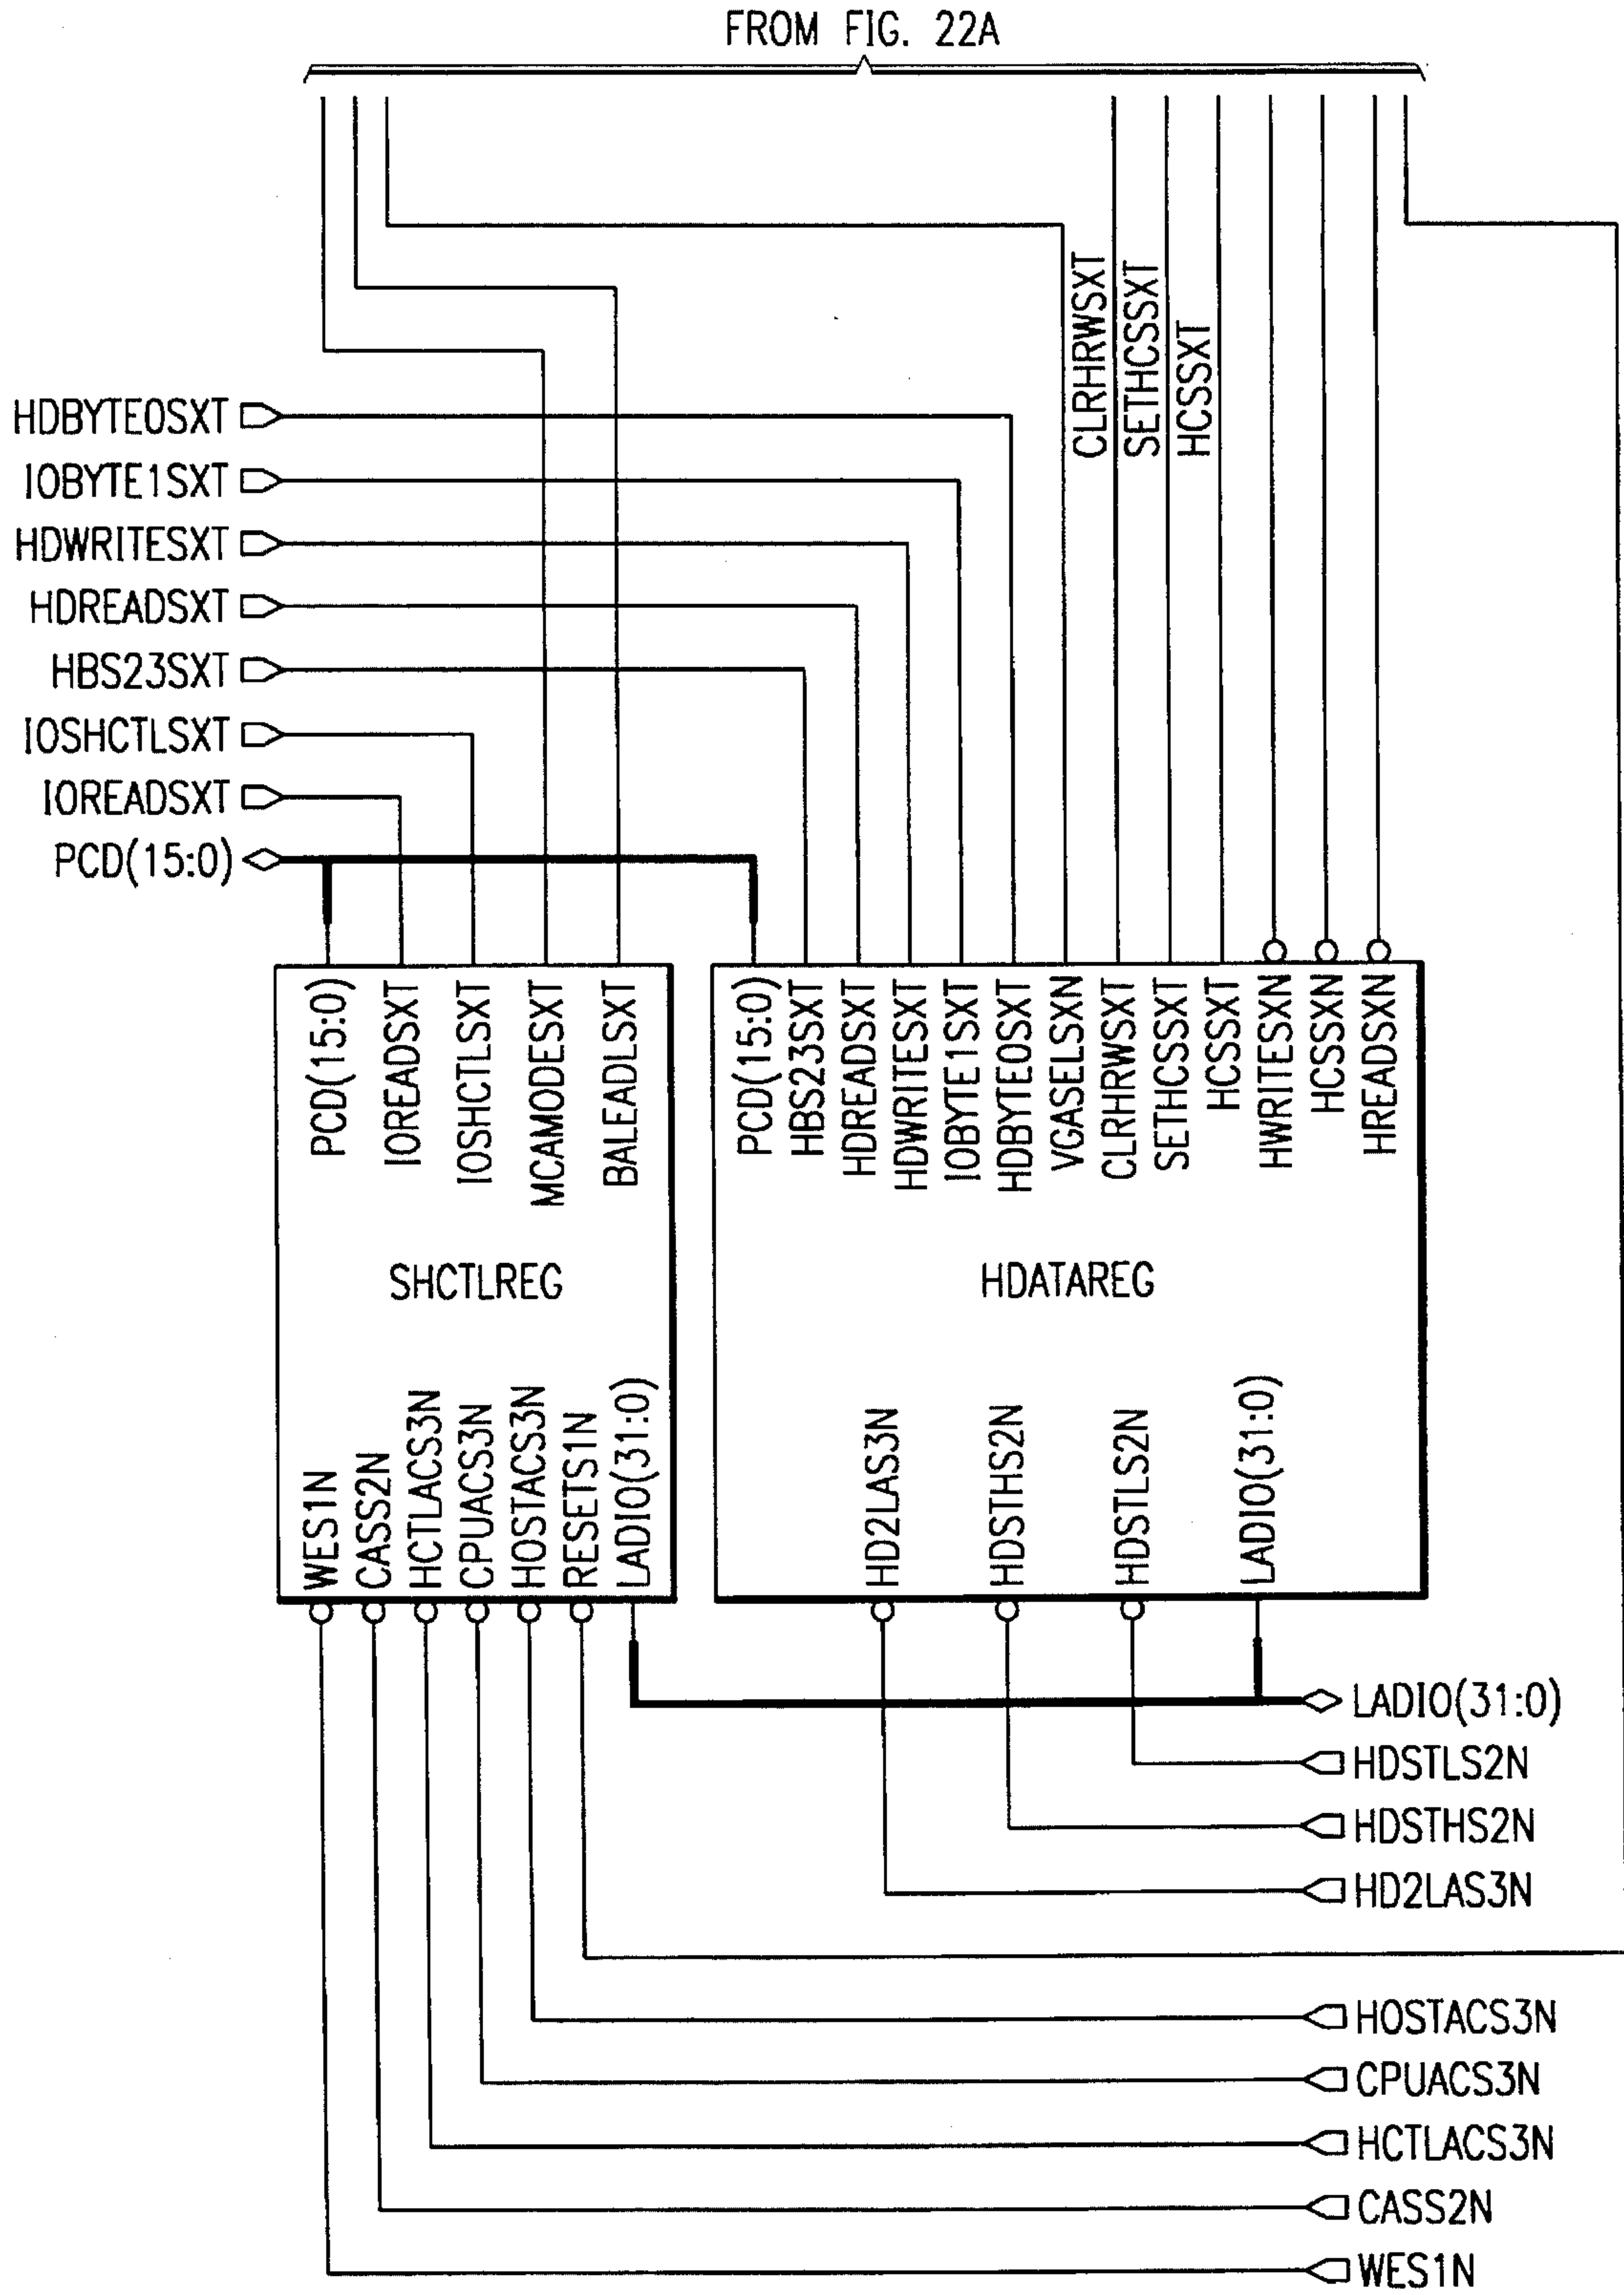 FROM FIG. 22A
CLRHRWSXT
SETHCSSXT
HCSSXT
HDBYTE0SXT
IOBYTE1SXT
HDWRITESXT
HDREADSXT
HBS23SXT
IOSHCTLSXT
IOREADSXT
PCD(15:0)
PCD(15:0)
IOREADSXT
IOSHCTLSXT
MCAMODESXT
BALEADLSXT
SHCTLREG
WES1N
CASS2N
HCTLACS3N
CPUACS3N
HOSTACS3N
RESETS1N
LADIO(31:0)
PCD(15:0)
HBS23SXT
HDREADSXT
HDWRITESXT
IOBYTE1SXT
HDBYTE0SXT
VGASELSXN
CLRHRWSXT
SETHCSSXT
HCSSXT
HWRITESXN
HCSSXN
HREADSXN
HDATAREG
HD2LAS3N
HDSTHS2N
HDSTLS2N
LADIO(31:0)
LADIO(31:0)
HDSTLS2N
HDSTHS2N
HD2LAS3N
HOSTACS3N
CPUACS3N
HCTLACS3N
CASS2N
WES1N